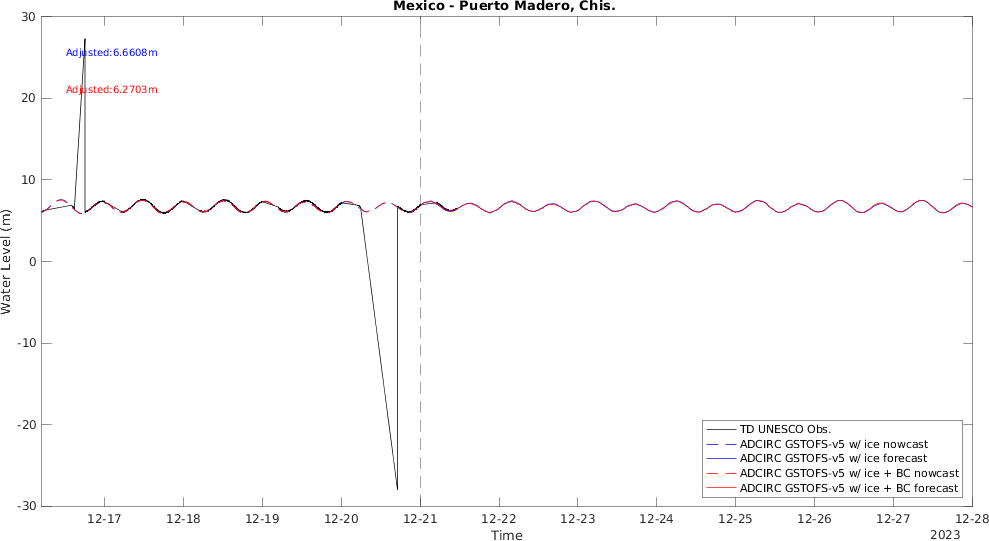 Mexico - Puerto Madero, Chis.
Adjusted:6.6608m
Adjusted:6.2703m
Water Level (m)
30
20
10
0
-10
-20
-30
TD UNESCO Obs.
ADCIRC GSTOFS-v5 w/ ice nowcast
ADCIRC GSTOFS-v5 w/ ice forecast
ADCIRC GSTOFS-v5 w/ ice + BC nowcast
ADCIRC GSTOFS-v5 w/ ice + BC forecast
12-17 12-18 12-19 12-20 12-21 12-22 12-23 12-24 12-25 12-26 12-27 12-28
Time
2023